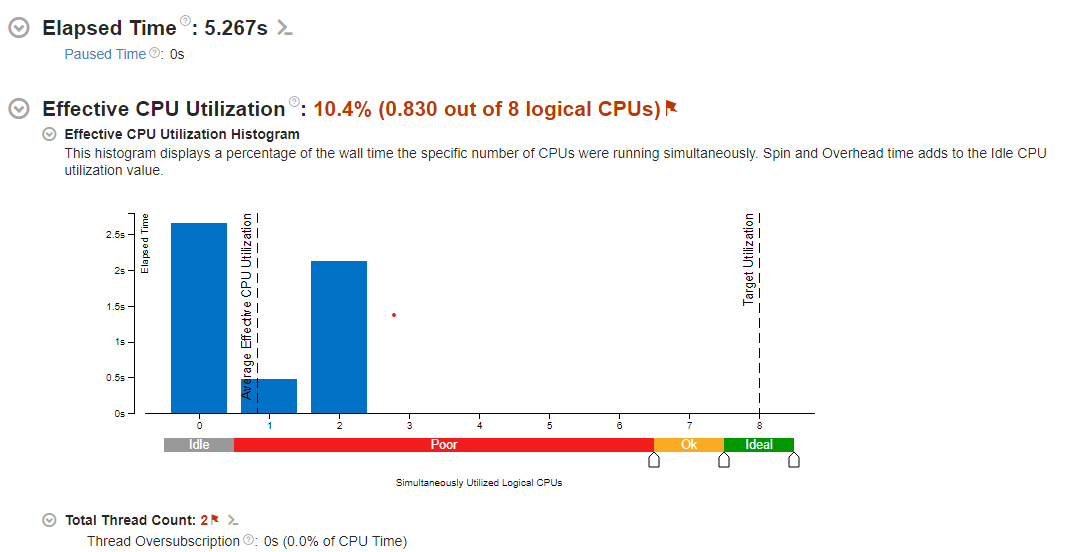 Elapsed Time ?: 5.267s
Paused Time ?: 0s
Effective CPU Utilization ?: 10.4% (0.830 out of 8 logical CPUs)
Effective CPU Utilization Histogram
This histogram displays a percentage of the wall time the specific number of CPUs were running simultaneously. Spin and Overhead time adds to the Idle CPU
utilization value.
Elapsed Time
2.5s
2s
1.5s
1s
0.5s
0s
Average Effective CPU Utilization
Target Utilization
0 1 2 3 4 5 6 7 8
Idle Poor Ok Ideal
Simultaneously Utilized Logical CPUs
Total Thread Count: 2
Thread Oversubscription ?: 0s (0.0% of CPU Time)